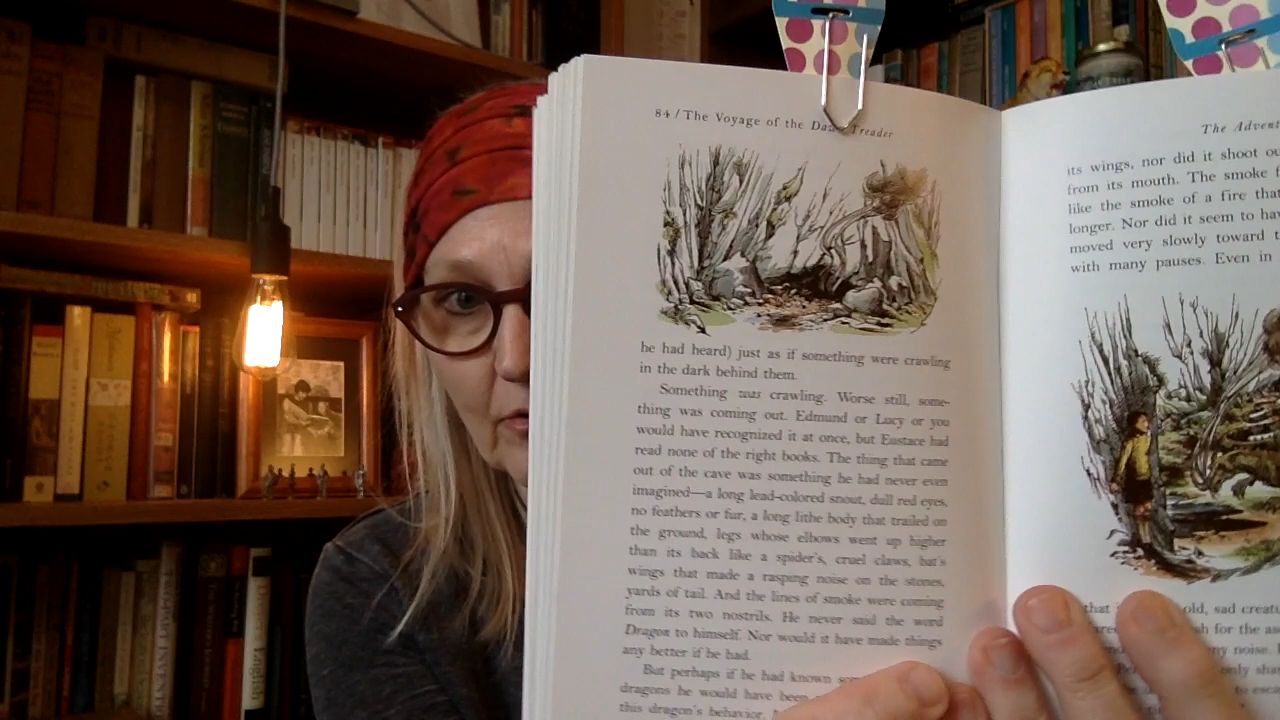 84 / The Voyage of the Dawn Treader
he had heard) just as if something were crawling
in the dark behind them.
Something was crawling. Worse still, some-
thing was coming out. Edmund or Lucy or you
would have recognized it at once, but Eustace had
read none of the right books. The thing that came
out of the cave was something he had never even
imagined—a long lead-colored snout, dull red eyes,
no feathers or fur, a long lithe body that trailed on
the ground, legs whose elbows went up higher
than its back like a spider's, cruel claws, bat's
wings that made a rasping noise on the stones,
yards of tail. And the lines of smoke were coming
from its two nostrils. He never said the word
Dragon to himself. Nor would it have made things
any better if he had.
But perhaps if he had known
dragons he would have been
this dragon's behavior.
The Advent
its wings, nor did it shoot
from its mouth. The smoke
like the smoke of a fire that
longer. Nor did it seem to
moved very slowly toward
with many pauses. Even in
that old, sad
for the
noise.
only
to